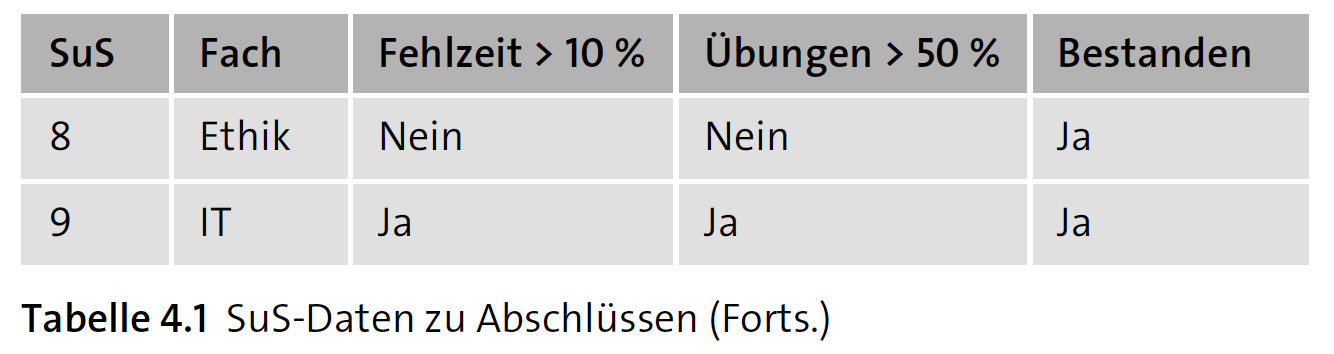 SuS Fach Fehlzeit > 10 % Übungen > 50 % Bestanden
8 Ethik Nein Nein Ja
9 IT Ja Ja Ja
Tabelle 4.1 SuS-Daten zu Abschlüssen (Forts.)